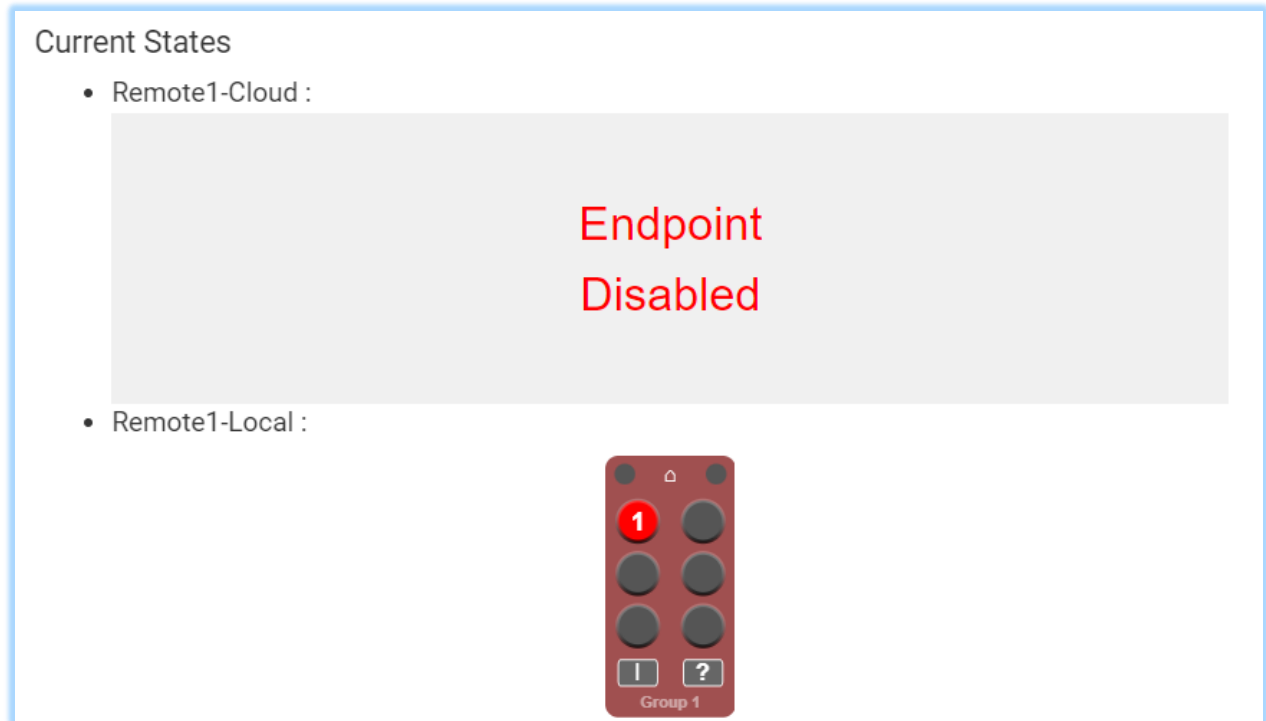 Current States
Remote1-Cloud :
Endpoint
Disabled
Remote1-Local :
1
| ?
Group 1